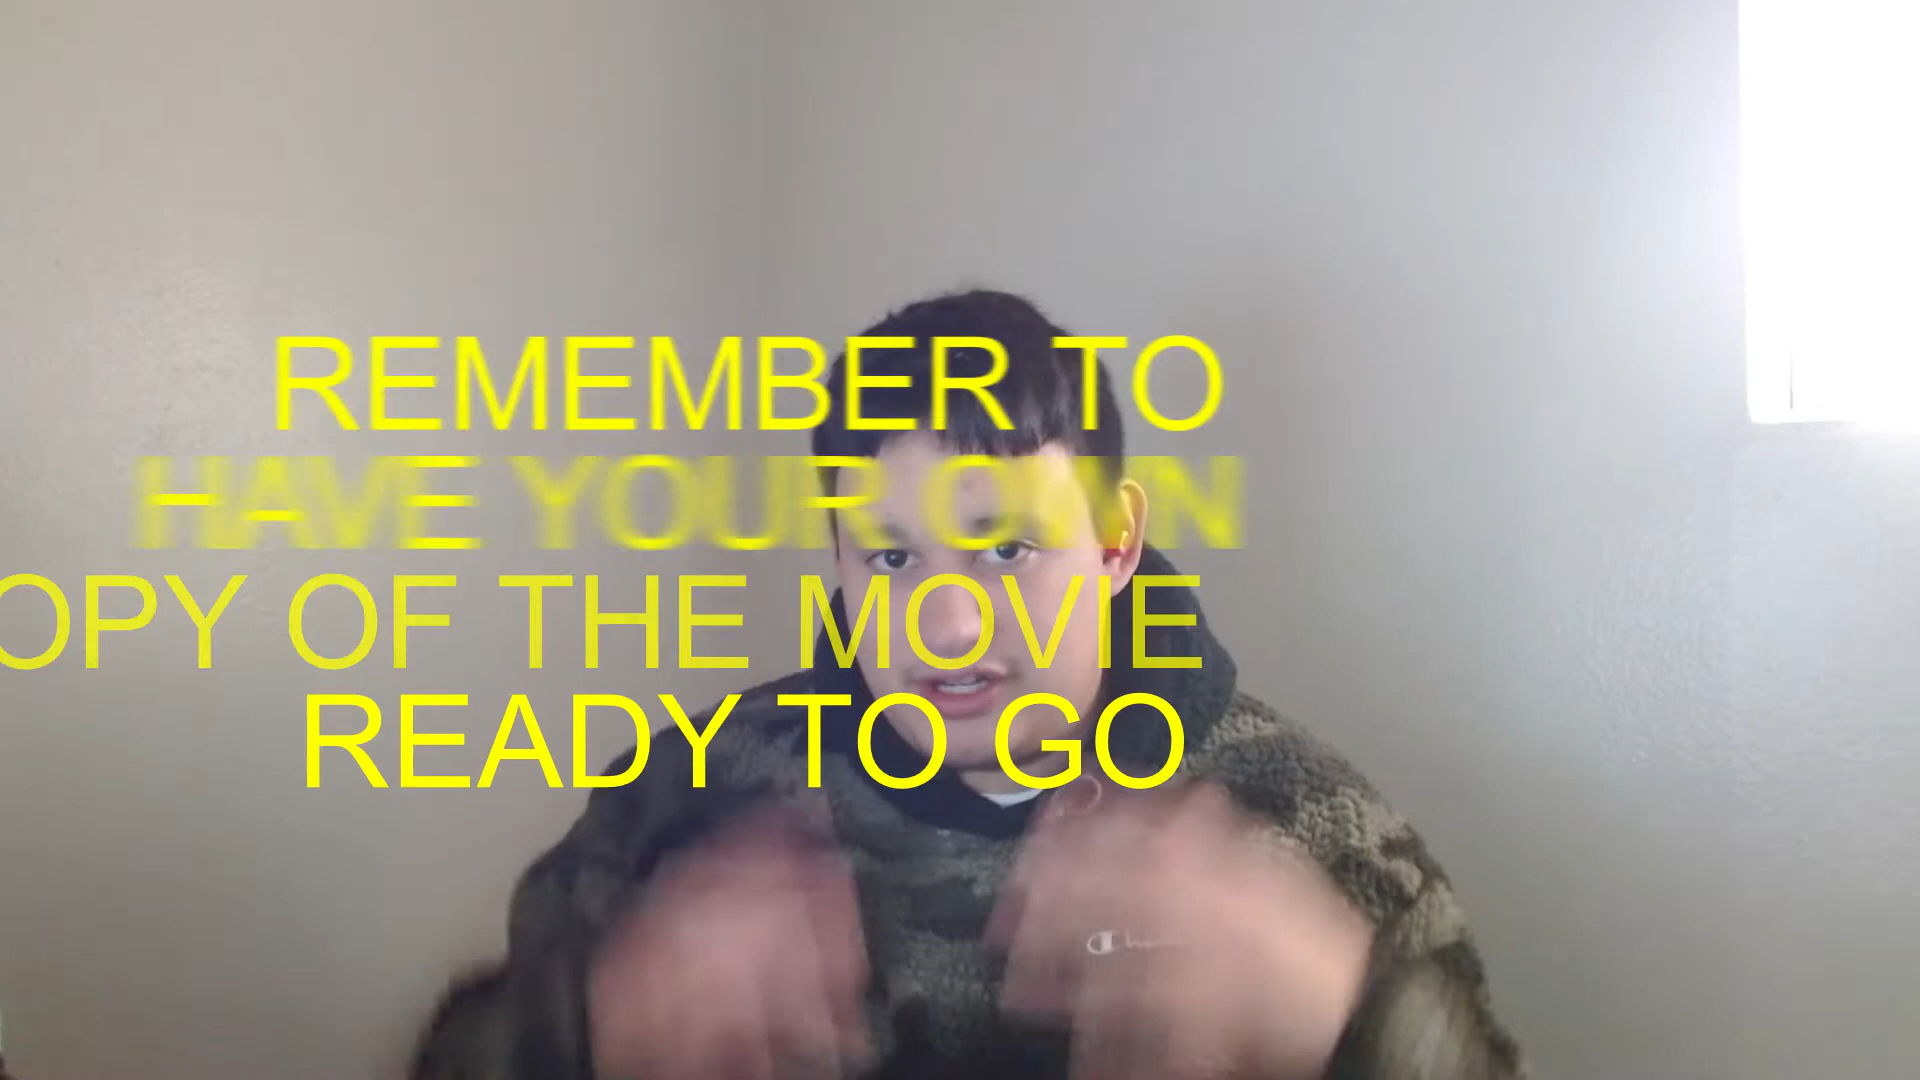 REMEMBER TO
HAVE YOUR OWN
OPY OF THE MOVIE
READY TO GO